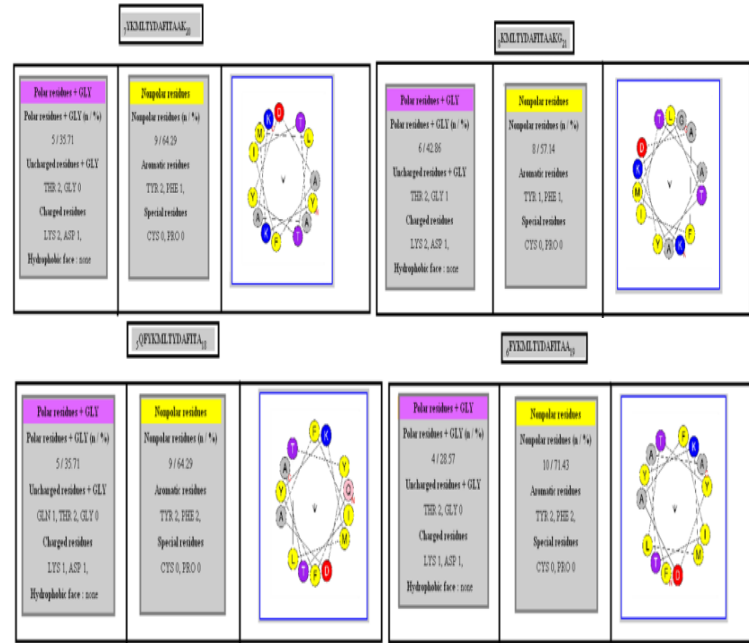 7YKMLTYDAFITAAK20
Polar residues + GLY
Polar residues + GLY (n / %)
5 / 35.71
Uncharged residues + GLY
THR 2, GLY 0
Charged residues
LYS 2, ASP 1,
Hydrophobic face : none
Nonpolar residues
Nonpolar residues (n / %)
9 / 64.29
Aromatic residues
TYR 2, PHE 1,
Special residues
CYS 0, PRO 0
K D
M T
I L
Y A
A Y
K A
F T
8KMLTYDAFITAAKG21
Polar residues + GLY
Polar residues + GLY (n / %)
6 / 42.86
Uncharged residues + GLY
THR 2, GLY 1
Charged residues
LYS 2, ASP 1,
Hydrophobic face : none
Nonpolar residues
Nonpolar residues (n / %)
8 / 57.14
Aromatic residues
TYR 1, PHE 1,
Special residues
CYS 0, PRO 0
T L G
D A
K A
M T
I F
Y A K
5QFYKMLTYDAFITA18
Polar residues + GLY
Polar residues + GLY (n / %)
5 / 35.71
Uncharged residues + GLY
GLN 1, THR 2, GLY 0
Charged residues
LYS 1, ASP 1,
Hydrophobic face : none
Nonpolar residues
Nonpolar residues (n / %)
9 / 64.29
Aromatic residues
TYR 2, PHE 2,
Special residues
CYS 0, PRO 0
F K
T
A Y
Y Q
A I
M
L
T F D
6FYKMLTYDAFITAA19
Polar residues + GLY
Polar residues + GLY (n / %)
4 / 28.57
Uncharged residues + GLY
THR 2, GLY 0
Charged residues
LYS 1, ASP 1,
Hydrophobic face : none
Nonpolar residues
Nonpolar residues (n / %)
10 / 71.43
Aromatic residues
TYR 2, PHE 2,
Special residues
CYS 0, PRO 0
T F
A K
Y A
A Y
L I
T M
F D